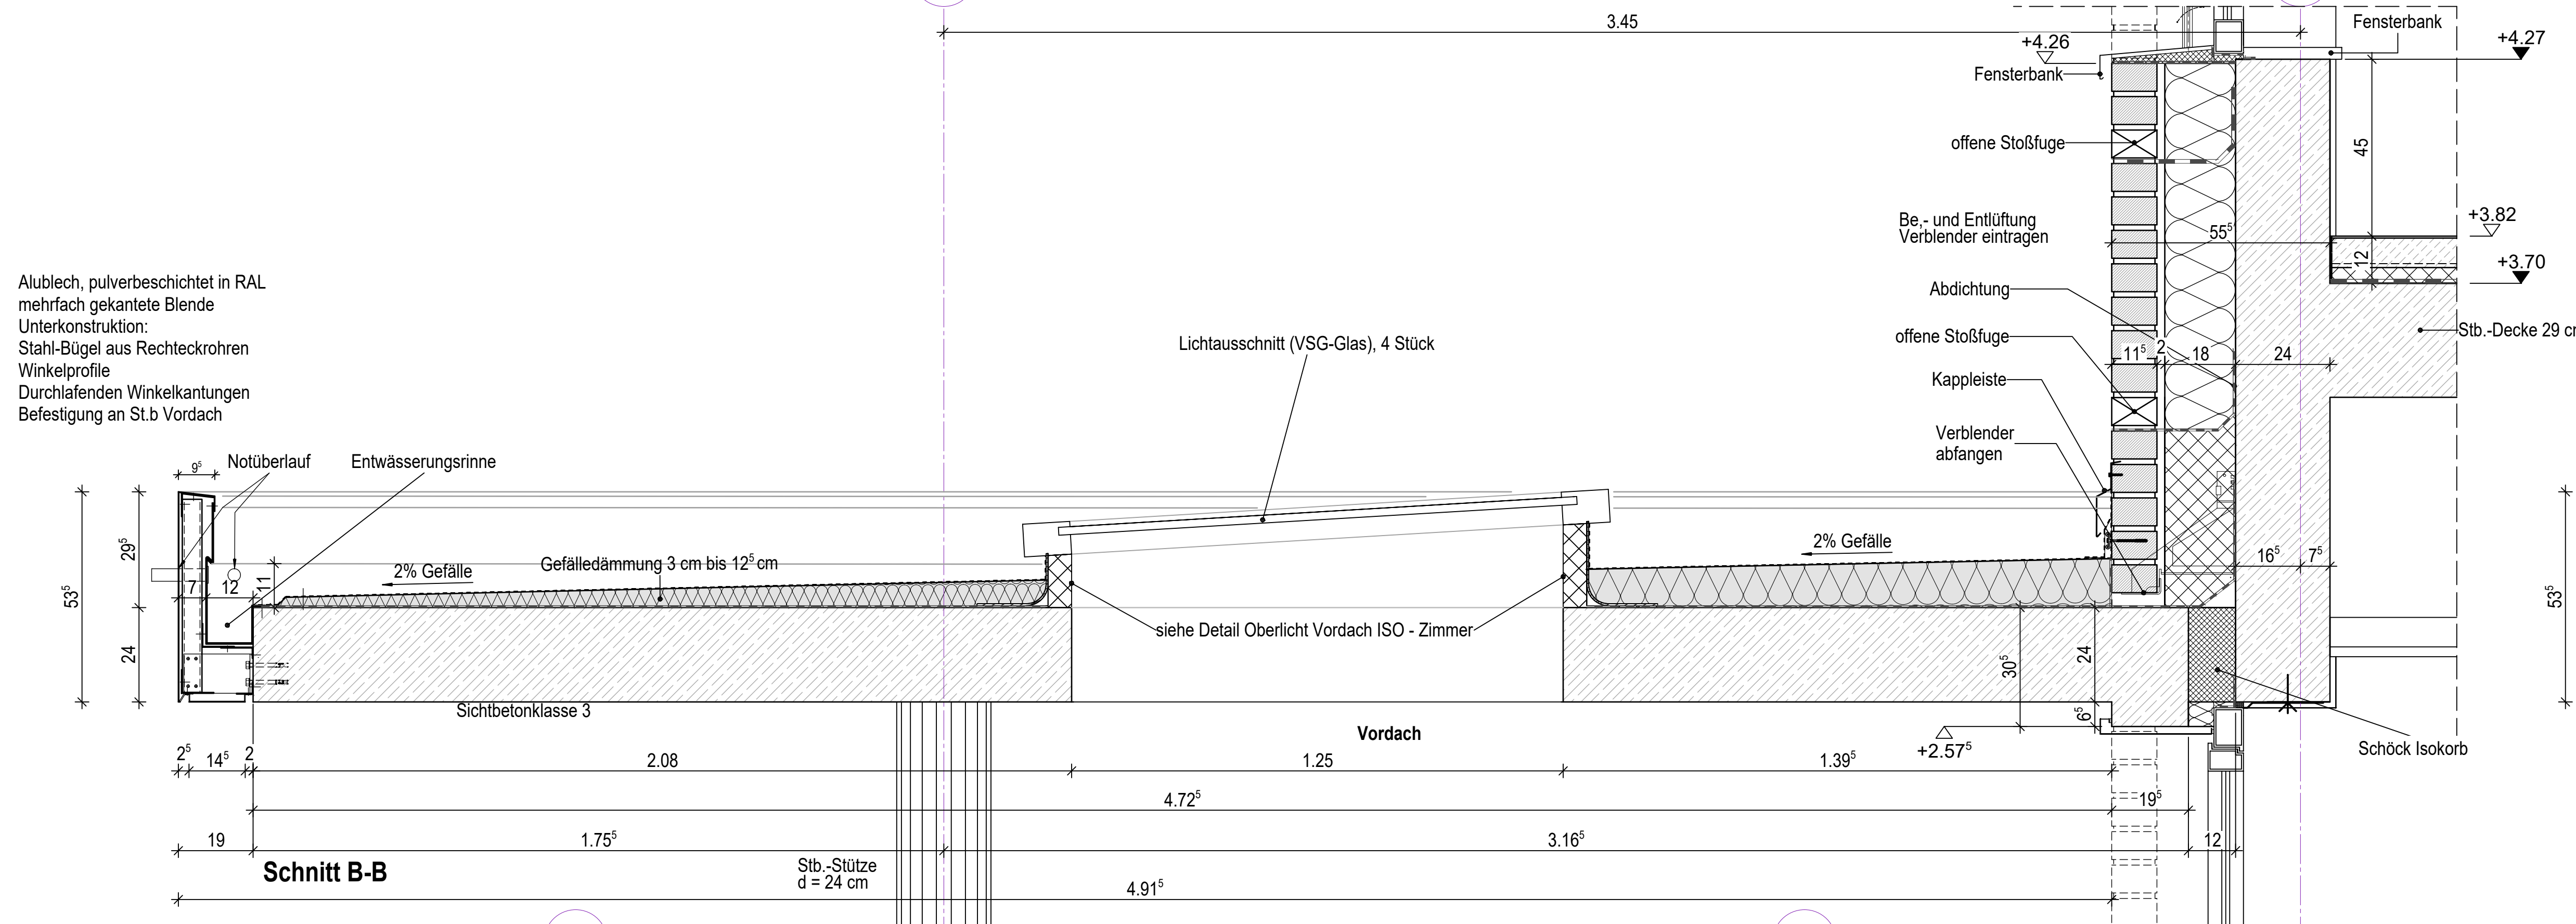 3.45
Fensterbank
+4.26
+4.27
Fensterbank
offene Stoßfuge
45
Be,- und Entlüftung
Verblender eintragen
55⁵
+3.82
12
+3.70
Alublech, pulverbeschichtet in RAL
mehrfach gekantete Blende
Unterkonstruktion:
Stahl-Bügel aus Rechteckrohren
Winkelprofile
Durchlafenden Winkelkantungen
Befestigung an St.b Vordach
Abdichtung
offene Stoßfuge
Stb.-Decke 29 c
Lichtausschnitt (VSG-Glas), 4 Stück
11⁵ 2 18 24
Kappleiste
Verblender
abfangen
9⁵
Notüberlauf
Entwässerungsrinne
53⁵
29⁵
24
7 12 11
2% Gefälle
Gefälledämmung 3 cm bis 12⁵ cm
2% Gefälle
16⁵ 7⁵
53⁵
siehe Detail Oberlicht Vordach ISO - Zimmer
30⁵
24
6⁵
Sichtbetonklasse 3
Vordach
+2.57⁵
Schöck Isokorb
2⁵ 14⁵ 2 2.08 1.25 1.39⁵
4.72⁵ 19⁵
19 1.75⁵ 3.16⁵ 12
Schnitt B-B
Stb.-Stütze
d = 24 cm
4.91⁵